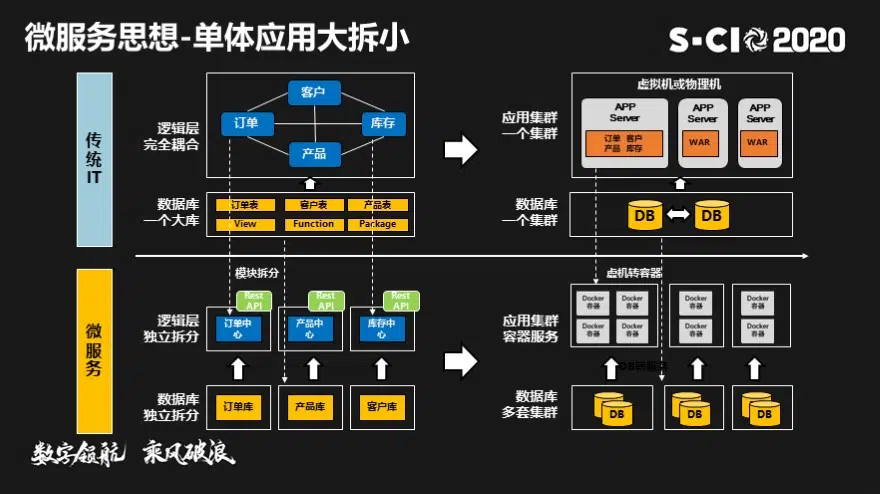 微服务思想-单体应用大拆小
S-CIO 2020
传统
IT
逻辑层
完全耦合
客户
订单
库存
产品
数据库
一个大库
订单表
客户表
产品表
View
Function
Package
应用集群
一个集群
虚拟机或物理机
APP
Server
订单 客户
产品 库存
APP
Server
WAR
APP
Server
WAR
数据库
一个集群
DB
DB
微服务
模块拆分
逻辑层
独立拆分
Rest
API
订单中
心
Rest
API
产品中
心
Rest
API
库存中
心
数据库
独立拆分
订单库
产品库
客户库
虚机转容器
应用集群
容器服务
Docker
容器
Docker
容器
Docker
容器
Docker
容器
Docker
容器
Docker
容器
Docker
容器
Docker
容器
DB转服务
数据库
多套集群
DB
DB
DB
数字领航 乘风破浪